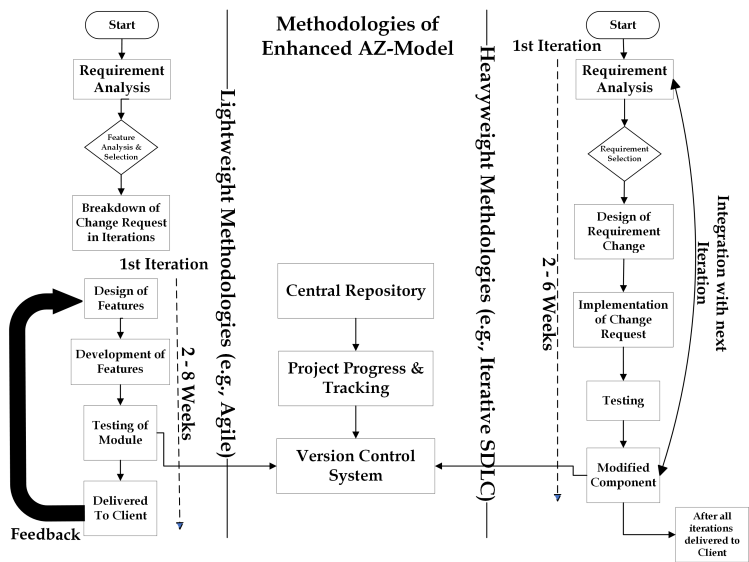 Methodologies of
Enhanced AZ-Model
Start
Requirement
Analysis
Feature
Analysis &
Selection
Breakdown of
Change Request
in Iterations
1st Iteration
Design of
Features
Development of
Features
Testing of
Module
Delivered
To Client
Feedback
2 - 8 Weeks
Lightweight Methodologies (e.g., Agile)
Central Repository
Project Progress &
Tracking
Version Control
System
Heavyweight Methdologies (e.g., Iterative SDLC)
1st Iteration
Start
Requirement
Analysis
Requirement
Selection
Design of
Requirement
Change
Implementation
of Change
Request
Testing
Modified
Component
2 - 6 Weeks
Integration with next
Iteration
After all
iterations
delivered to
Client